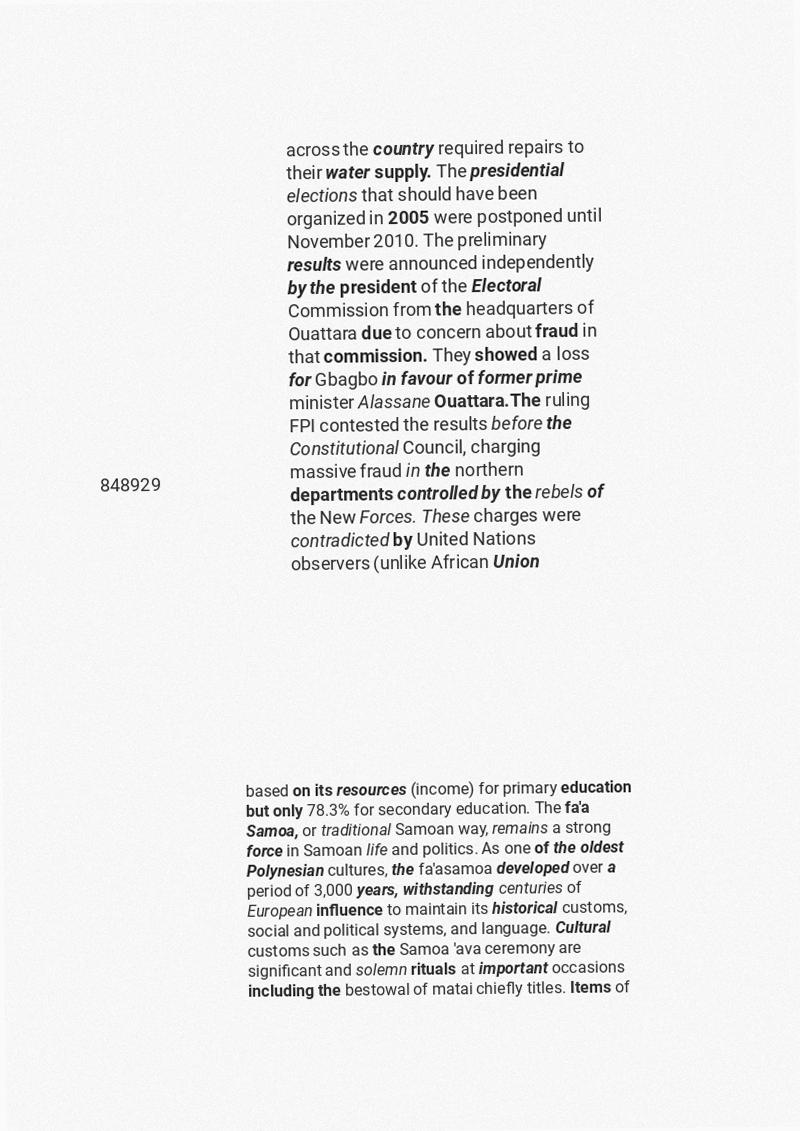 across the country required repairs to
their water supply. The presidential
elections that should have been
organized in 2005 were postponed until
November 2010. The preliminary
results were announced independently
by the president of the Electoral
Commission from the headquarters of
Ouattara due to concern about fraud in
that commission. They showed a loss
for Gbagbo in favour of former prime
minister Alassane Ouattara.The ruling
FPI contested the results before the
Constitutional Council, charging
massive fraud in the northern
departments controlled by the rebels of
the New Forces. These charges were
contradicted by United Nations
observers (unlike African Union
848929
based on its resources (income) for primary education
but only 78.3% for secondary education. The fa'a
Samoa, or traditional Samoan way, remains a strong
force in Samoan life and politics. As one of the oldest
Polynesian cultures, the fa'asamoa developed over a
period of 3,000 years, withstanding centuries of
European influence to maintain its historical customs,
social and political systems, and language. Cultural
customs such as the Samoa 'ava ceremony are
significant and solemn rituals at important occasions
including the bestowal of matai chiefly titles. Items of